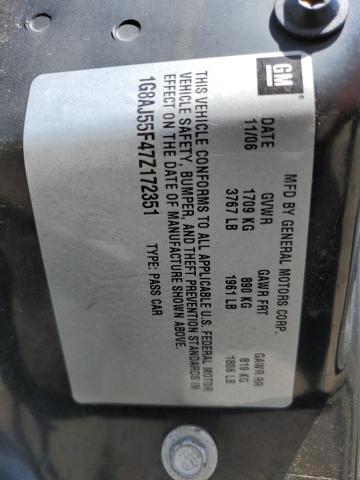 GM
MFD BY GENERAL MOTORS CORP.
DATE GVWR GAWR FRT GAWR RR
11/06 1709 KG 890 KG 819 KG
3767 LB 1961 LB 1806 LB
THIS VEHICLE CONFORMS TO ALL APPLICABLE U.S. FEDERAL MOTOR
VEHICLE SAFETY, BUMPER, AND THEFT PREVENTION STANDARDS IN
EFFECT ON THE DATE OF MANUFACTURE SHOWN ABOVE.
1G8AJ55F47Z172351 TYPE: PASS CAR